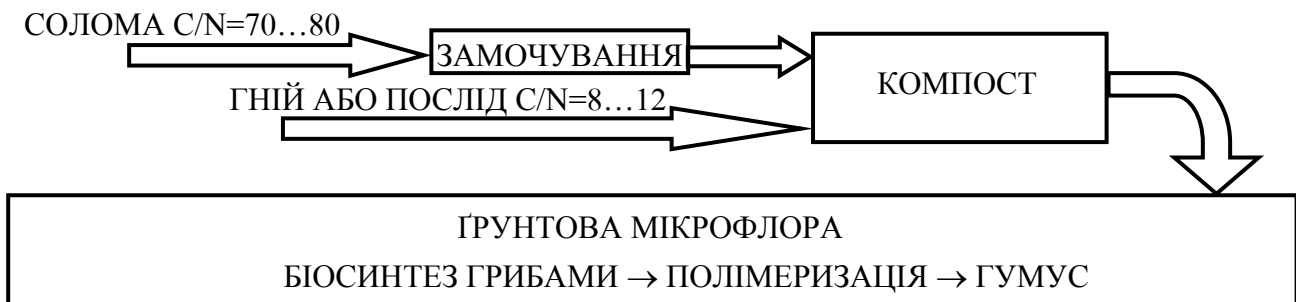 СОЛОМА C/N=70…80
ЗАМОЧУВАННЯ
КОМПОСТ
ГНІЙ АБО ПОСЛІД C/N=8…12
ҐРУНТОВА МІКРОФЛОРА
БІОСИНТЕЗ ГРИБАМИ → ПОЛІМЕРИЗАЦІЯ → ГУМУС